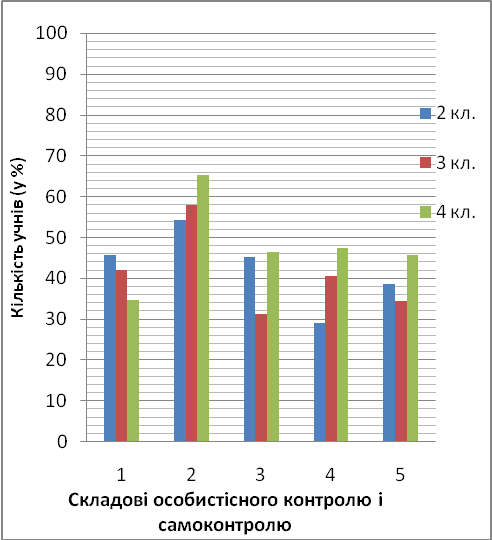 Кількість учнів (у %)
100
90
80
70
60
50
40
30
20
10
0
1 2 3 4 5
Складові особистісного контролю і
самоконтролю
2 кл.
3 кл.
4 кл.